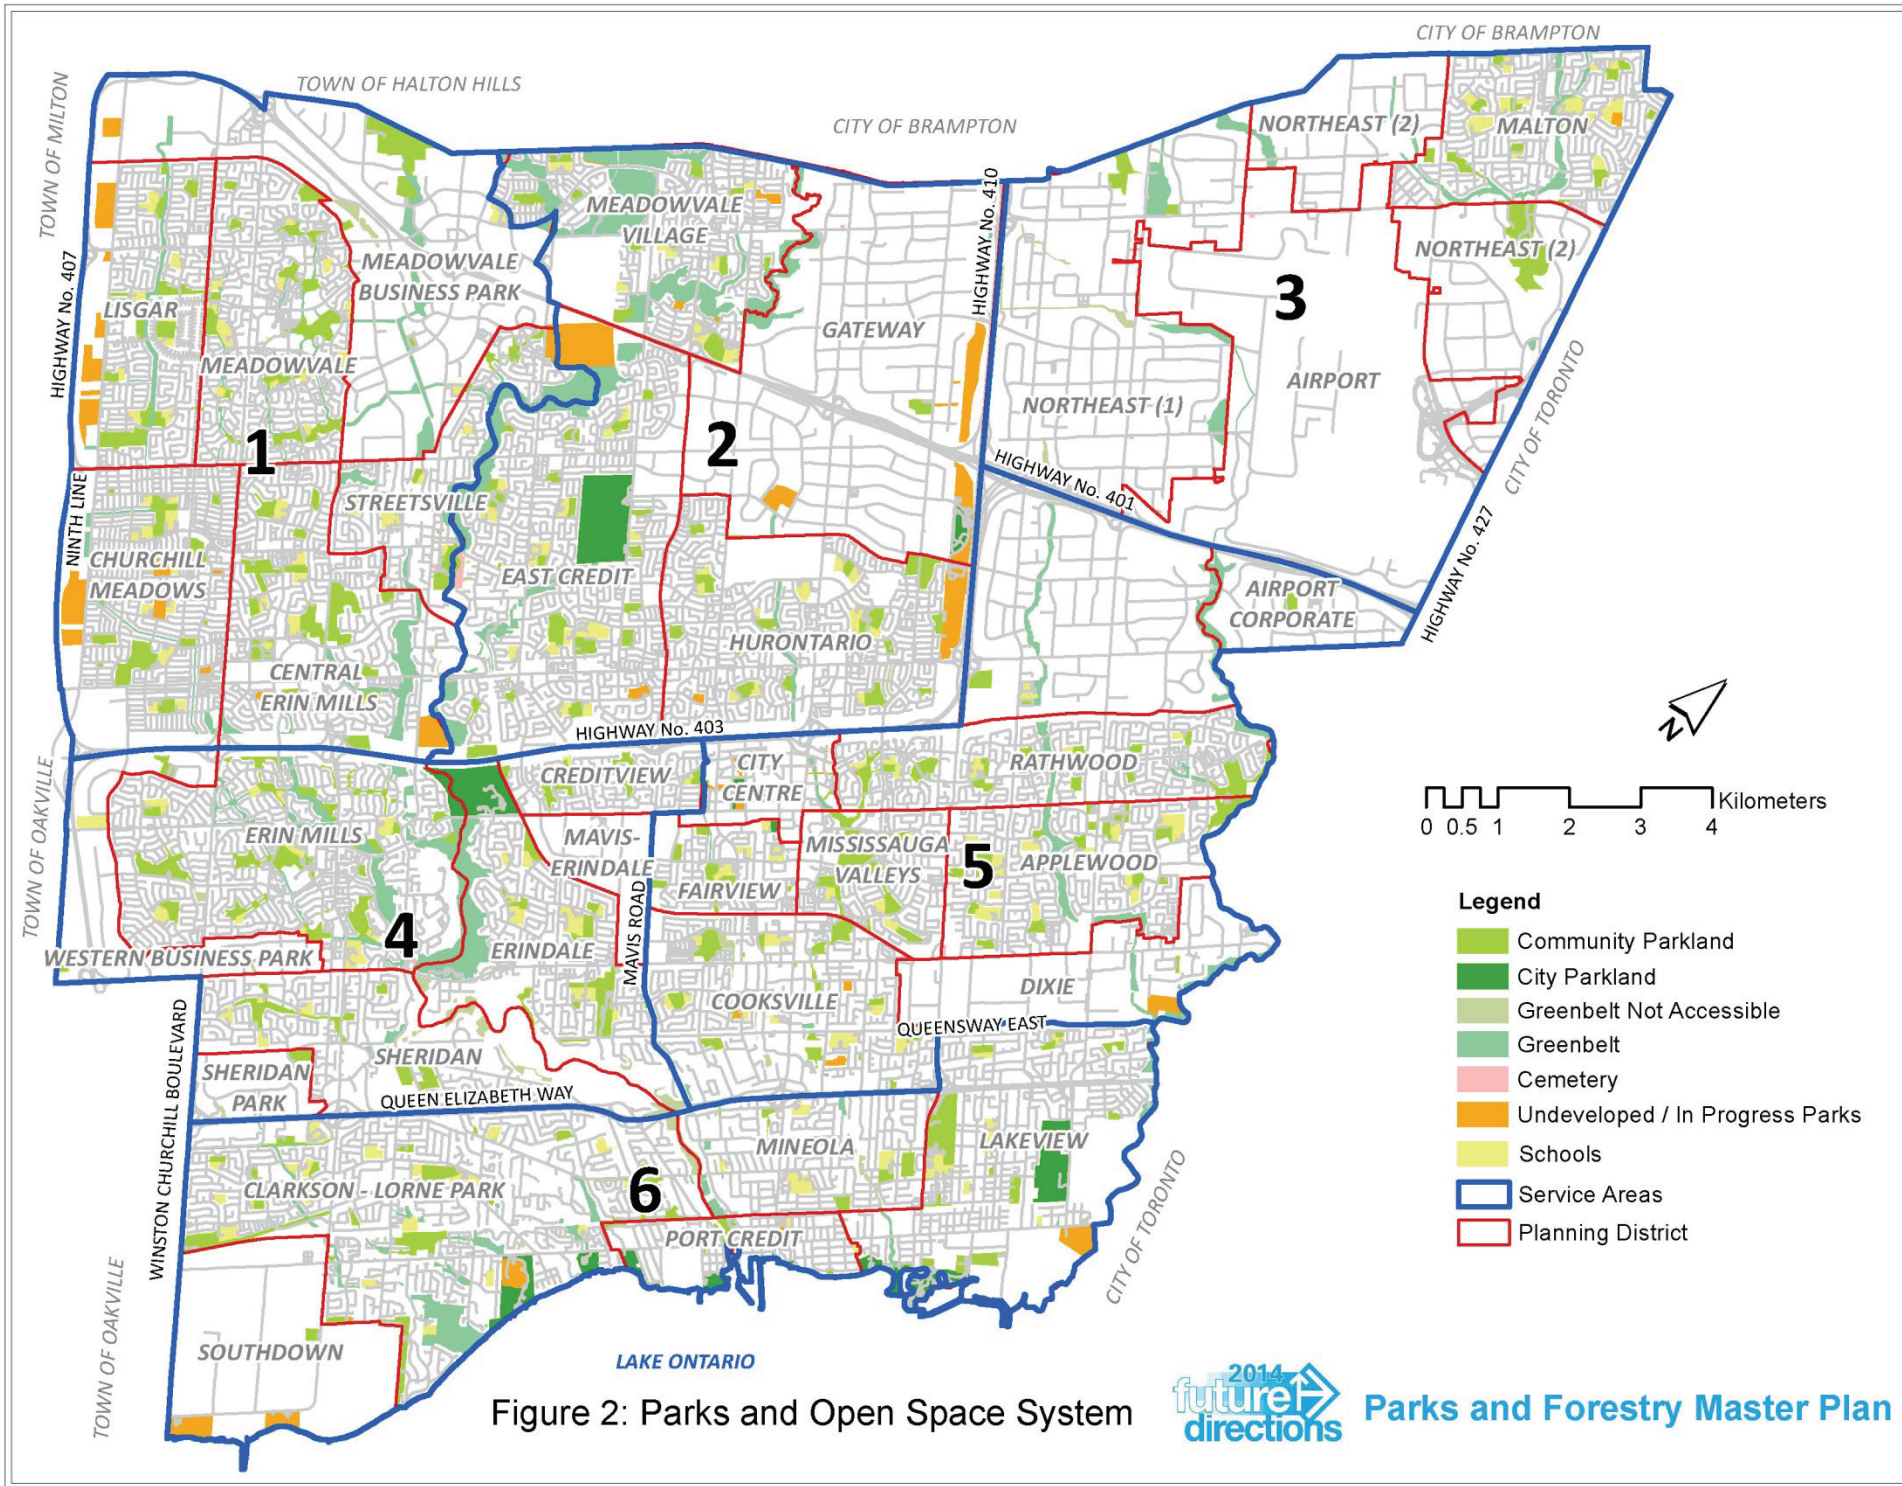 CITY OF BRAMPTON
TOWN OF HALTON HILLS
TOWN OF MILTON
CITY OF BRAMPTON
NORTHEAST (2)
MALTON
HIGHWAY No. 410
MEADOWVALE
VILLAGE
NORTHEAST (2)
MEADOWVALE
BUSINESS PARK
HIGHWAY No. 407
LISGAR
3
GATEWAY
MEADOWVALE
AIRPORT
NORTHEAST (1)
CITY OF TORONTO
1
2
HIGHWAY No. 401
STREETSVILLE
NINTH LINE
CHURCHILL
MEADOWS
EAST CREDIT
AIRPORT
CORPORATE
HIGHWAY No. 427
HURONTARIO
CENTRAL
ERIN MILLS
HIGHWAY No. 403
N
TOWN OF OAKVILLE
CREDITVIEW
CITY
CENTRE
RATHWOOD
Kilometers
0 0.5 1 2 3 4
ERIN MILLS
MAVIS-
ERINDALE
MISSISSAUGA
VALLEYS
5
APPLEWOOD
FAIRVIEW
MAVIS ROAD
4
WESTERN BUSINESS PARK
ERINDALE
DIXIE
COOKSVILLE
QUEENSWAY EAST
SHERIDAN
SHERIDAN
PARK
QUEEN ELIZABETH WAY
WINSTON CHURCHILL BOULEVARD
MINEOLA
LAKEVIEW
CLARKSON - LORNE PARK
6
PORT CREDIT
CITY OF TORONTO
TOWN OF OAKVILLE
SOUTHDOWN
LAKE ONTARIO
Legend
Community Parkland
City Parkland
Greenbelt Not Accessible
Greenbelt
Cemetery
Undeveloped / In Progress Parks
Schools
Service Areas
Planning District
Figure 2: Parks and Open Space System
2014
future
directions
Parks and Forestry Master Plan